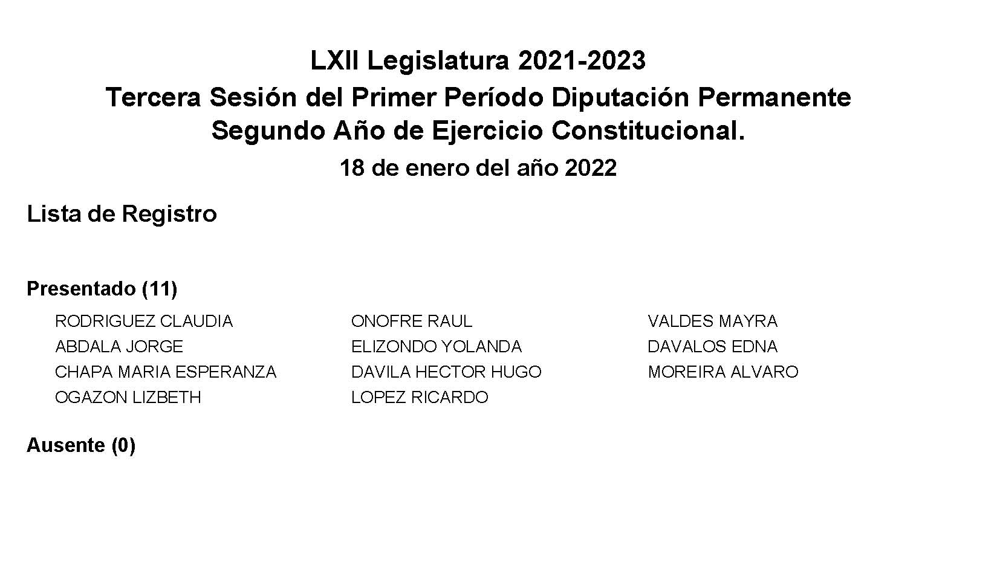 LXII Legislatura 2021-2023
Tercera Sesión del Primer Período Diputación Permanente
Segundo Año de Ejercicio Constitucional.
18 de enero del año 2022
Lista de Registro
Presentado (11)
RODRIGUEZ CLAUDIA ONOFRE RAUL VALDES MAYRA
ABDALA JORGE ELIZONDO YOLANDA DAVALOS EDNA
CHAPA MARIA ESPERANZA DAVILA HECTOR HUGO MOREIRA ALVARO
OGAZON LIZBETH LOPEZ RICARDO
Ausente (0)